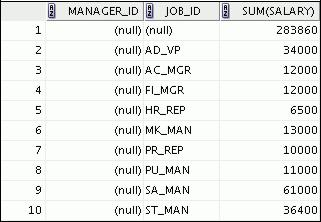 MANAGER_ID JOB_ID SUM(SALARY)
1 (null) (null) 283860
2 (null) AD_VP 34000
3 (null) AC_MGR 12000
4 (null) FI_MGR 12000
5 (null) HR_REP 6500
6 (null) MK_MAN 13000
7 (null) PR_REP 10000
8 (null) PU_MAN 11000
9 (null) SA_MAN 61000
10 (null) ST_MAN 36400